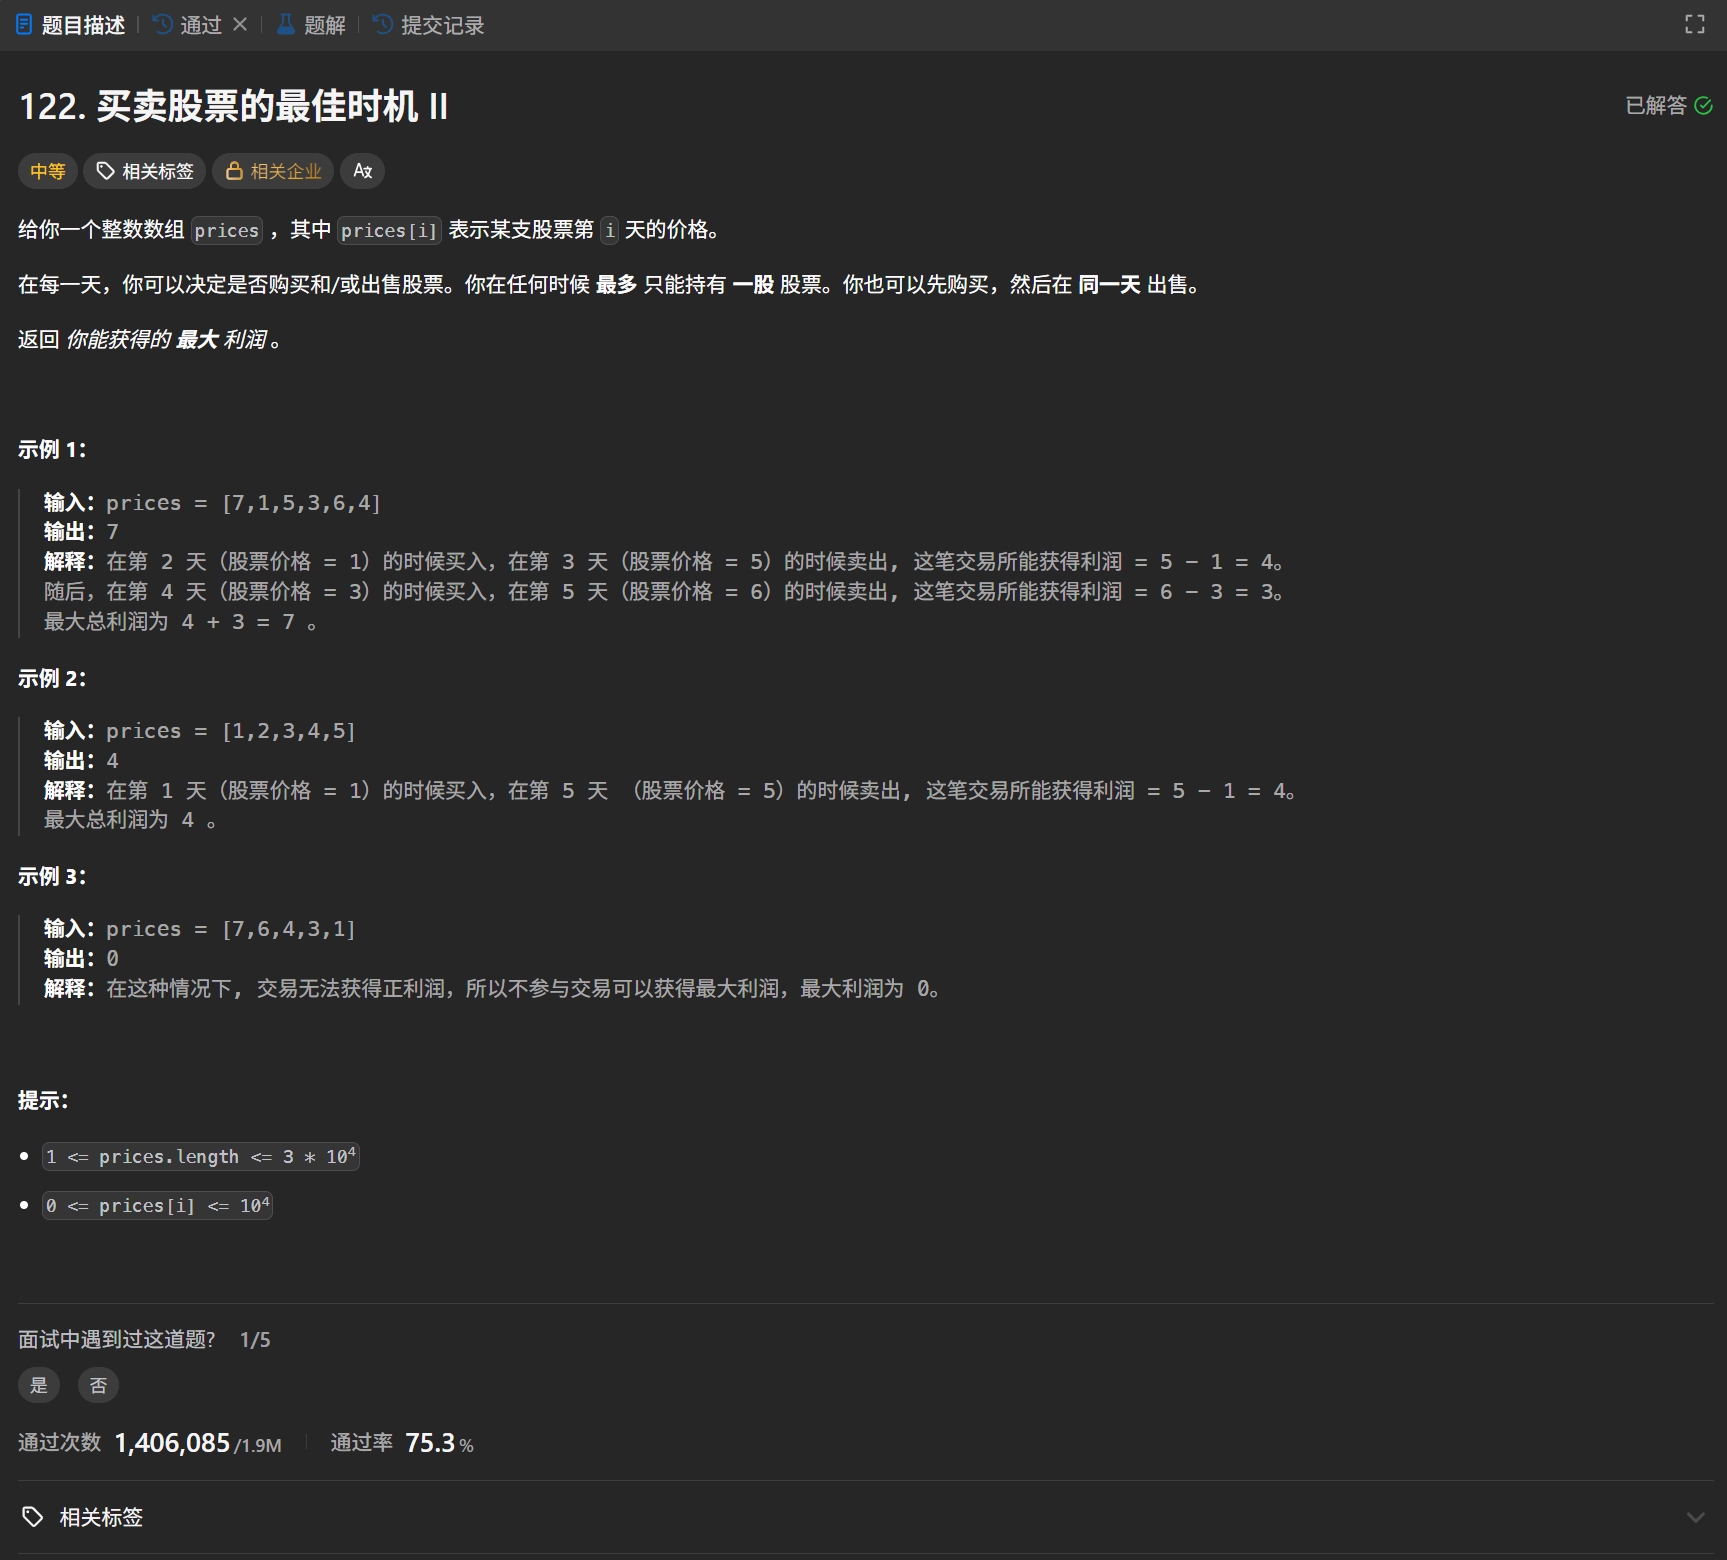 题目描述 通过 题解 提交记录
122. 买卖股票的最佳时机 II
已解答
中等 相关标签 相关企业
给你一个整数数组 prices ，其中 prices[i] 表示某支股票第 i 天的价格。
在每一天，你可以决定是否购买和/或出售股票。你在任何时候 最多 只能持有 一股 股票。你也可以先购买，然后在 同一天 出售。
返回 你能获得的 最大 利润 。
示例 1：
输入：prices = [7,1,5,3,6,4]
输出：7
解释：在第 2 天（股票价格 = 1）的时候买入，在第 3 天（股票价格 = 5）的时候卖出, 这笔交易所能获得利润 = 5 - 1 = 4。
随后，在第 4 天（股票价格 = 3）的时候买入，在第 5 天（股票价格 = 6）的时候卖出, 这笔交易所能获得利润 = 6 - 3 = 3。
最大总利润为 4 + 3 = 7 。
示例 2：
输入：prices = [1,2,3,4,5]
输出：4
解释：在第 1 天（股票价格 = 1）的时候买入，在第 5 天 （股票价格 = 5）的时候卖出, 这笔交易所能获得利润 = 5 - 1 = 4。
最大总利润为 4 。
示例 3：
输入：prices = [7,6,4,3,1]
输出：0
解释：在这种情况下, 交易无法获得正利润，所以不参与交易可以获得最大利润，最大利润为 0。
提示：
1 <= prices.length <= 3 * 10⁴
0 <= prices[i] <= 10⁴
面试中遇到过这道题? 1/5
是 否
通过次数 1,406,085/1.9M 通过率 75.3%
相关标签